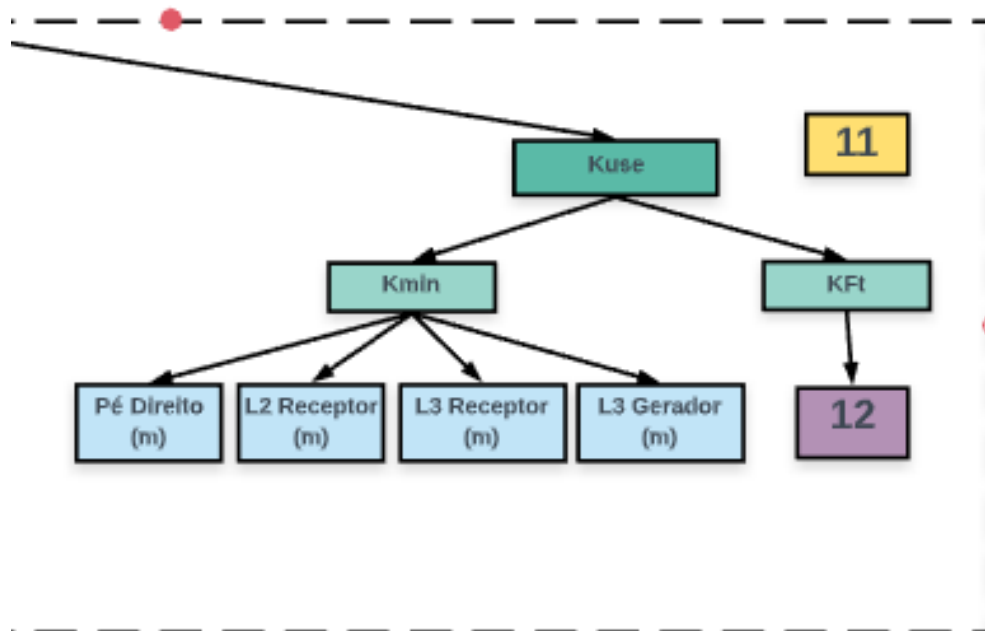 11
Kuse
Kmin
KFt
Pé Direito
(m)
L2 Receptor
(m)
L3 Receptor
(m)
L3 Gerador
(m)
12